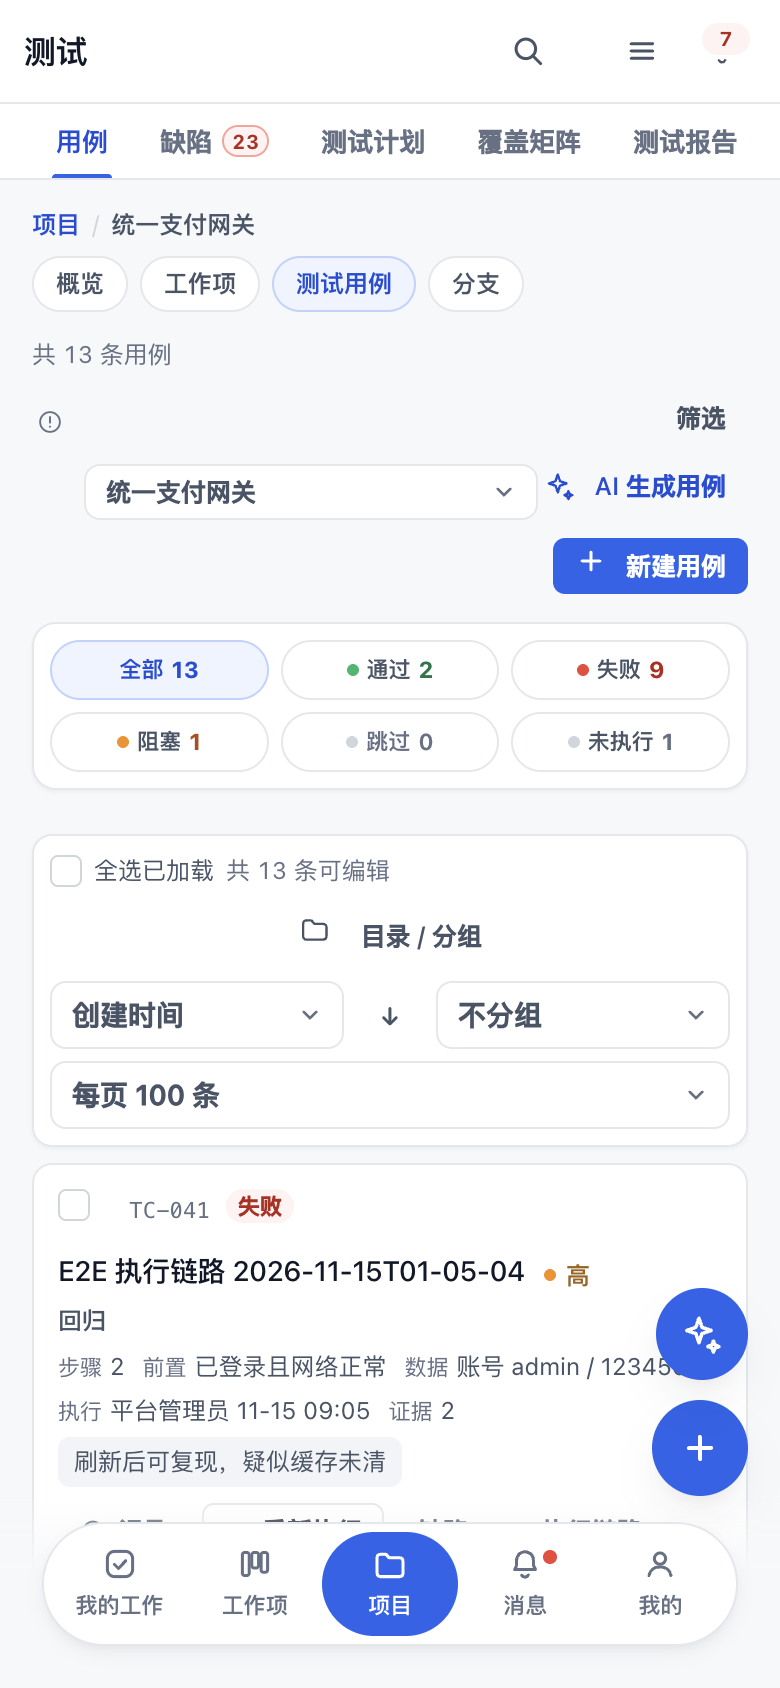 测试
7
用例 缺陷 23 测试计划 覆盖矩阵 测试报告
项目 / 统一支付网关
概览 工作项 测试用例 分支
共 13 条用例
筛选
统一支付网关 AI 生成用例
新建用例
全部 13 通过 2 失败 9
阻塞 1 跳过 0 未执行 1
全选已加载 共 13 条可编辑
目录 / 分组
创建时间 不分组
每页 100 条
TC-041 失败
E2E 执行链路 2026-11-15T01-05-04 高
回归
步骤 2 前置 已登录且网络正常 数据 账号 admin / 12345
执行 平台管理员 11-15 09:05 证据 2
刷新后可复现，疑似缓存未清
我的工作 工作项 项目 消息 我的